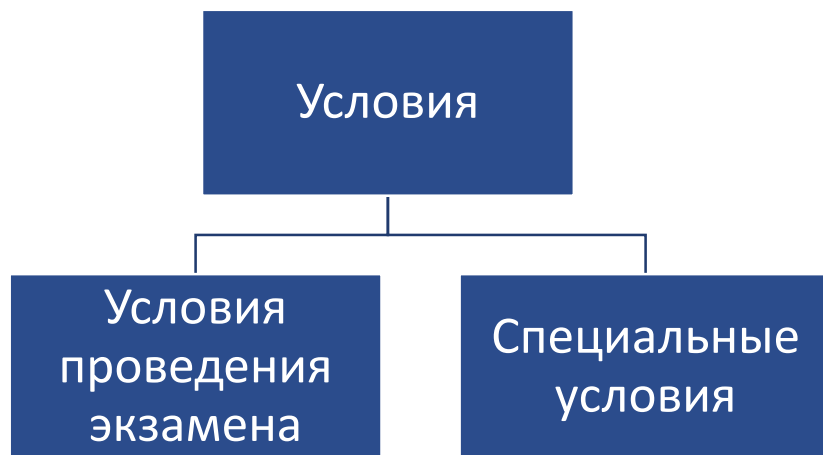 Условия
Условия
проведения
экзамена
Специальные
условия